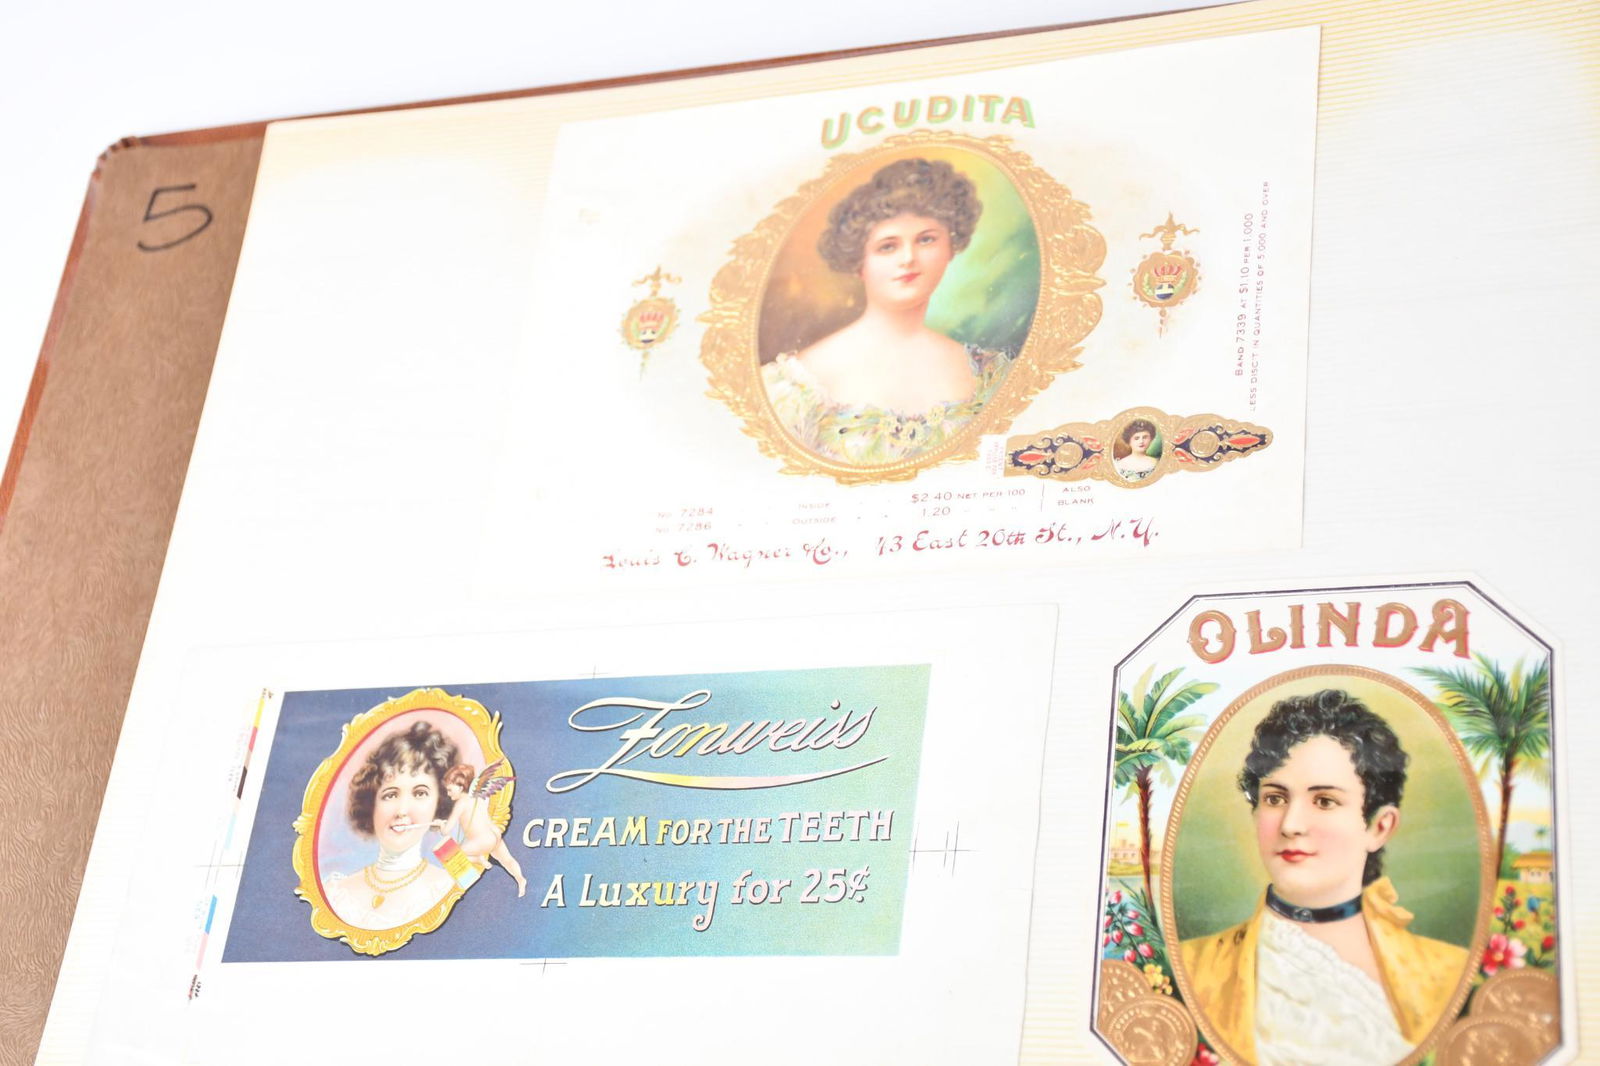 5
UCUDITA
BAND 7339 AT $1.10 PER 1,000
LESS DISC'T IN QUANTITIES OF 5,000 AND OVER
No. 7284 INSIDE $2.40 NET PER 100
No. 7286 OUTSIDE 1.20 " " "
ALSO
BLANK
Louis C. Wagner & Co., 43 East 20th St., N.Y.
Zonweiss
CREAM FOR THE TEETH
A Luxury for 25¢
OLINDA